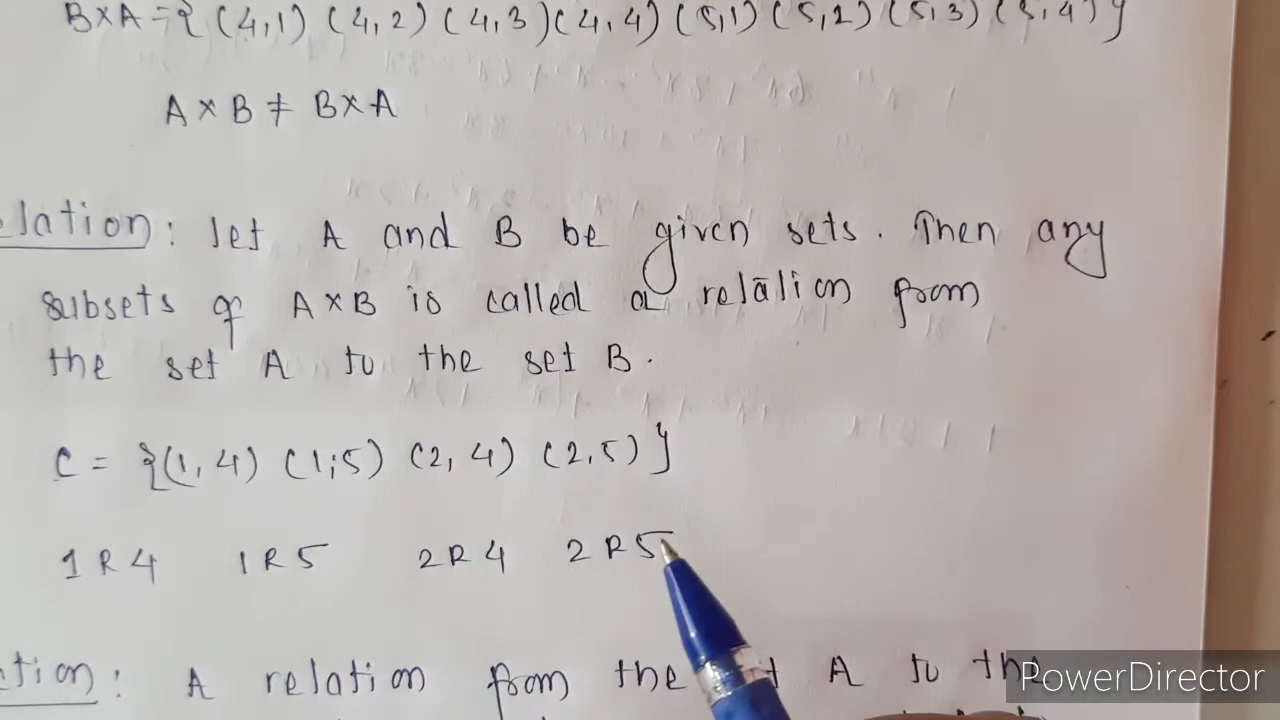 B×A = { (4,1) (4,2) (4,3) (4,4) (5,1) (5,2) (5,3) (5,4) }
A × B ≠ B×A
lation: let A and B be given sets. Then any
subsets of A×B is called a relation from
the set A to the set B.
C = {(1,4) (1,5) (2,4) (2,5) }
1R4 1R5 2R4 2R5
tion: A relation from the A to the
PowerDirector